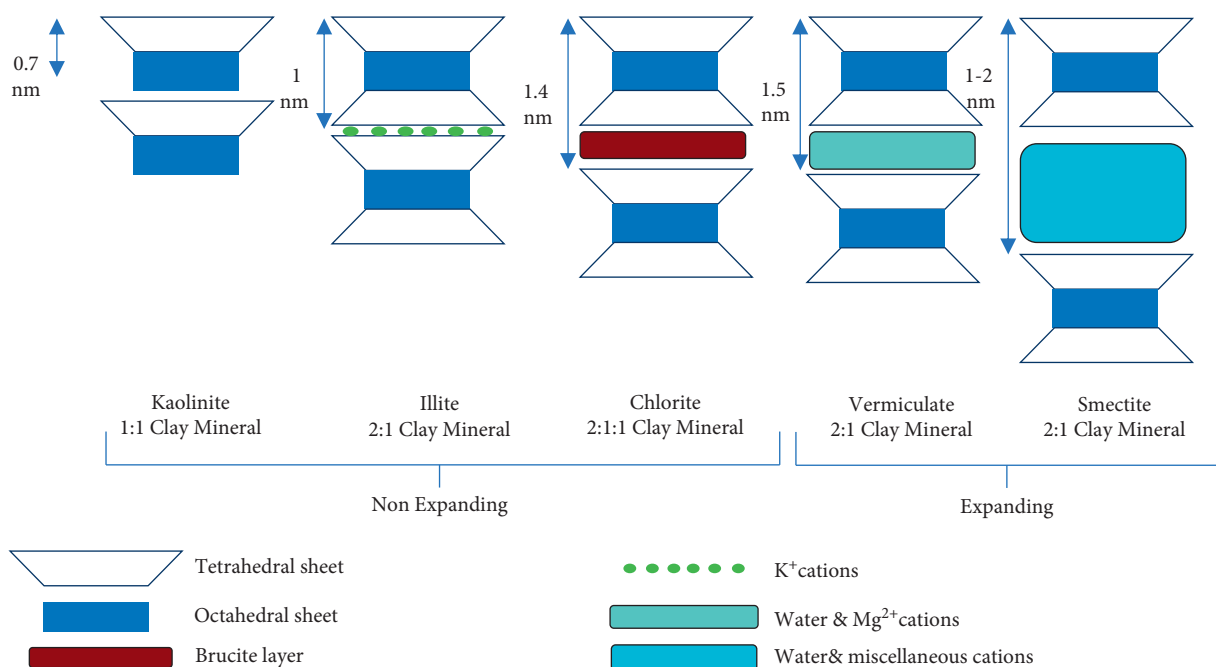 0.7
nm
1
nm
1.4
nm
1.5
nm
1-2
nm
Kaolinite
1:1 Clay Mineral
Illite
2:1 Clay Mineral
Chlorite
2:1:1 Clay Mineral
Vermiculate
2:1 Clay Mineral
Smectite
2:1 Clay Mineral
Non Expanding
Expanding
Tetrahedral sheet
Octahedral sheet
Brucite layer
K⁺cations
Water & Mg²⁺cations
Water& miscellaneous cations